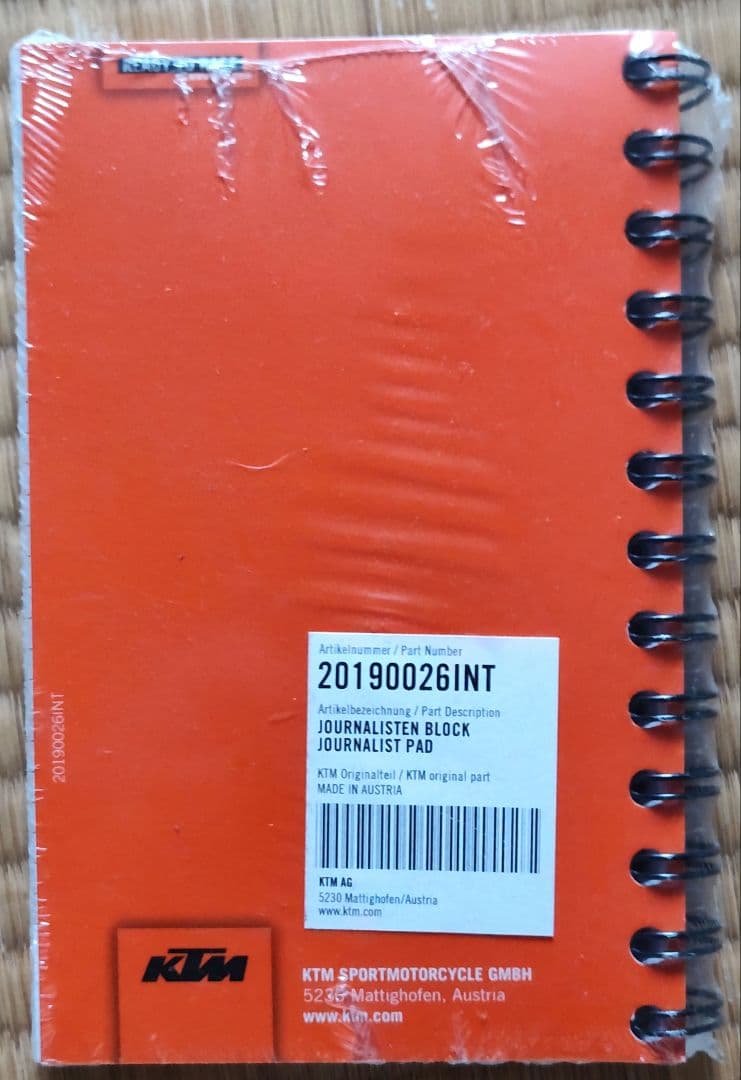 READY TO RACE
Artikelnummer / Part Number
20190026INT
Artikelbezeichnung / Part Description
JOURNALISTEN BLOCK
JOURNALIST PAD
KTM Originalteil / KTM original part
MADE IN AUSTRIA
KTM AG
5230 Mattighofen/Austria
www.ktm.com
20190026INT
KTM
KTM SPORTMOTORCYCLE GMBH
5230 Mattighofen, Austria
www.ktm.com